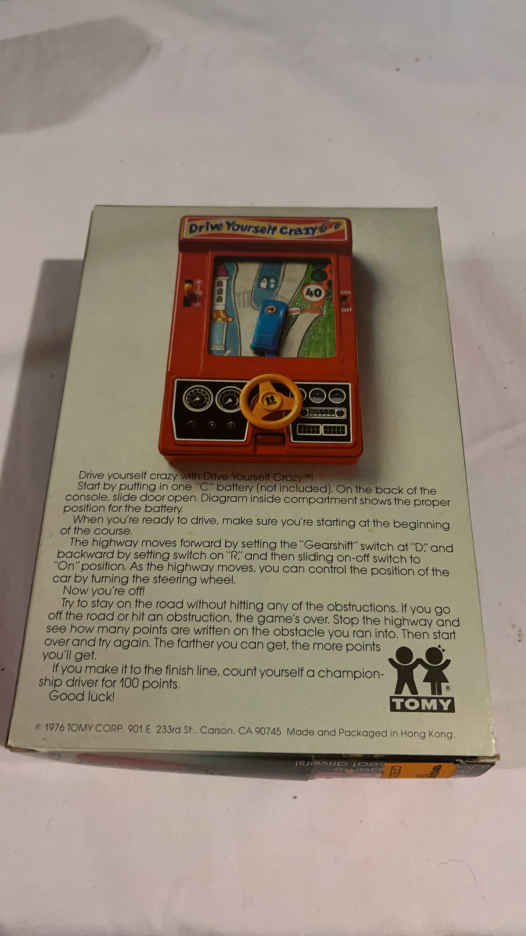 Drive Yourself Crazy
40
Drive yourself crazy with Drive Yourself Crazy™!
Start by putting in one "C" battery (not included). On the back of the
console, slide door open. Diagram inside compartment shows the proper
position for the battery.
When you're ready to drive, make sure you're starting at the beginning
of the course.
The highway moves forward by setting the "Gearshift" switch at "D," and
backward by setting switch on "R," and then sliding on-off switch to
"On" position. As the highway moves, you can control the position of the
car by turning the steering wheel.
Now you're off!
Try to stay on the road without hitting any of the obstructions. If you go
off the road or hit an obstruction, the game's over. Stop the highway and
see how many points are written on the obstacle you ran into. Then start
over and try again. The farther you can get, the more points
you'll get.
If you make it to the finish line, count yourself a champion-
ship driver for 100 points.
Good luck!
®
TOMY
© 1976 TOMY CORP. 901 E. 233rd St., Carson, CA 90745 Made and Packaged in Hong Kong.